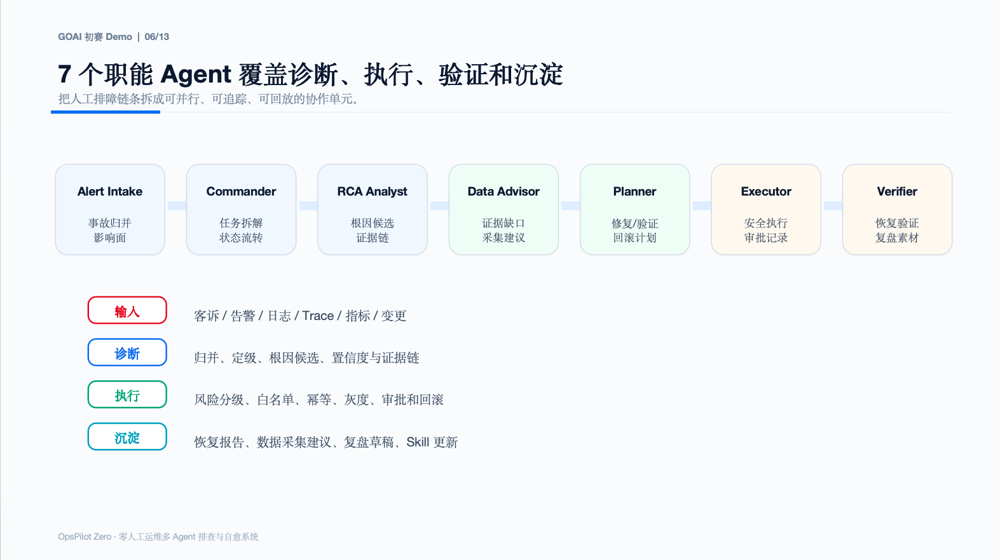 GOAI 初赛 Demo | 06/13
7 个职能 Agent 覆盖诊断、执行、验证和沉淀
把人工排障链条拆成可并行、可追踪、可回放的协作单元。
Alert Intake
事故归并
影响面
Commander
任务拆解
状态流转
RCA Analyst
根因候选
证据链
Data Advisor
证据缺口
采集建议
Planner
修复/验证
回滚计划
Executor
安全执行
审批记录
Verifier
恢复验证
复盘素材
输入
客诉 / 告警 / 日志 / Trace / 指标 / 变更
诊断
归并、定级、根因候选、置信度与证据链
执行
风险分级、白名单、幂等、灰度、审批和回滚
沉淀
恢复报告、数据采集建议、复盘草稿、Skill 更新
OpsPilot Zero · 零人工运维多 Agent 排查与自愈系统